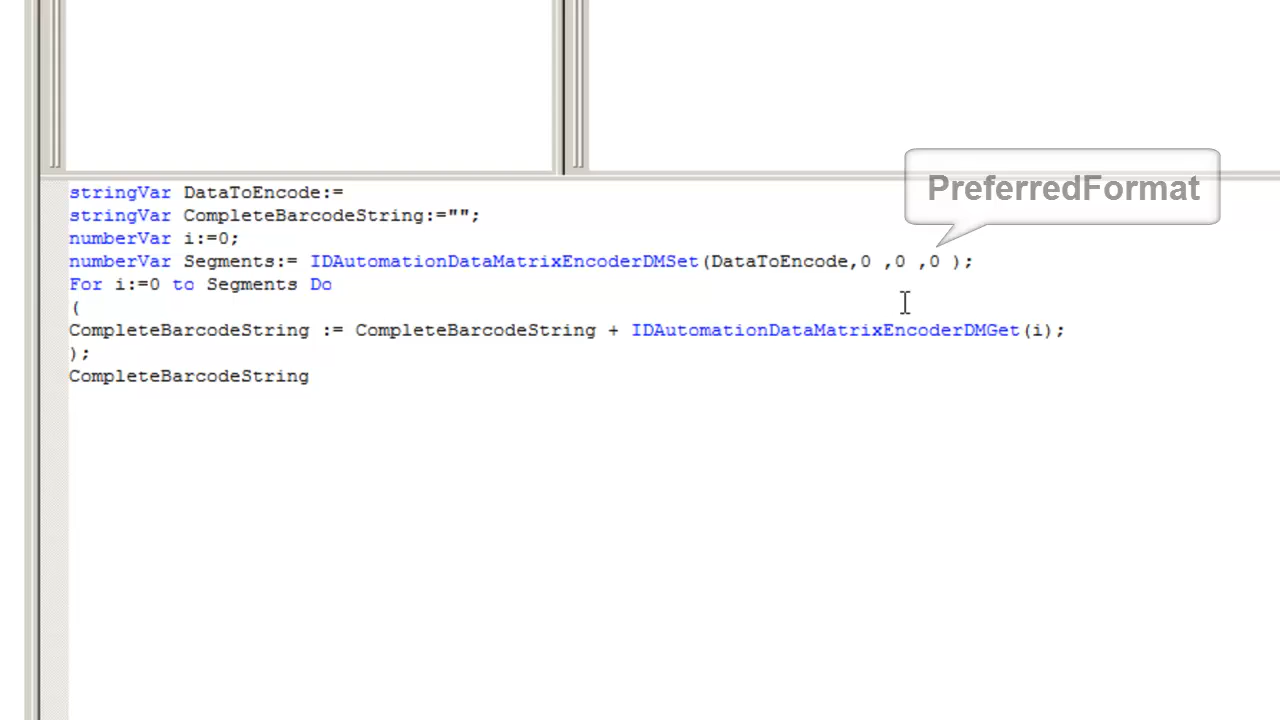 PreferredFormat
stringVar DataToEncode:=
stringVar CompleteBarcodeString:="";
numberVar i:=0;
numberVar Segments:= IDAutomationDataMatrixEncoderDMSet(DataToEncode,0 ,0 ,0 );
For i:=0 to Segments Do
(
CompleteBarcodeString := CompleteBarcodeString + IDAutomationDataMatrixEncoderDMGet(i);
);
CompleteBarcodeString